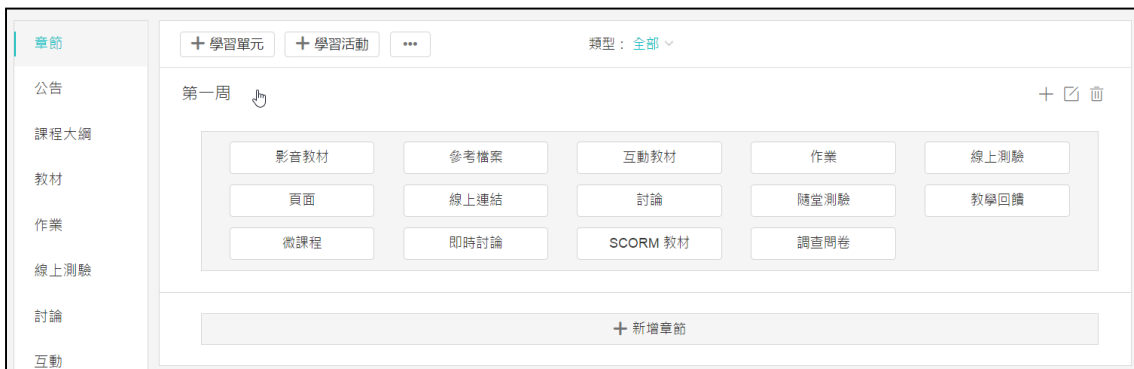 章節
公告
課程大綱
教材
作業
線上測驗
討論
互動
+ 學習單元 + 學習活動 ••• 類型： 全部
第一周
影音教材 參考檔案 互動教材 作業 線上測驗
頁面 線上連結 討論 隨堂測驗 教學回饋
微課程 即時討論 SCORM 教材 調查問卷
+ 新增章節